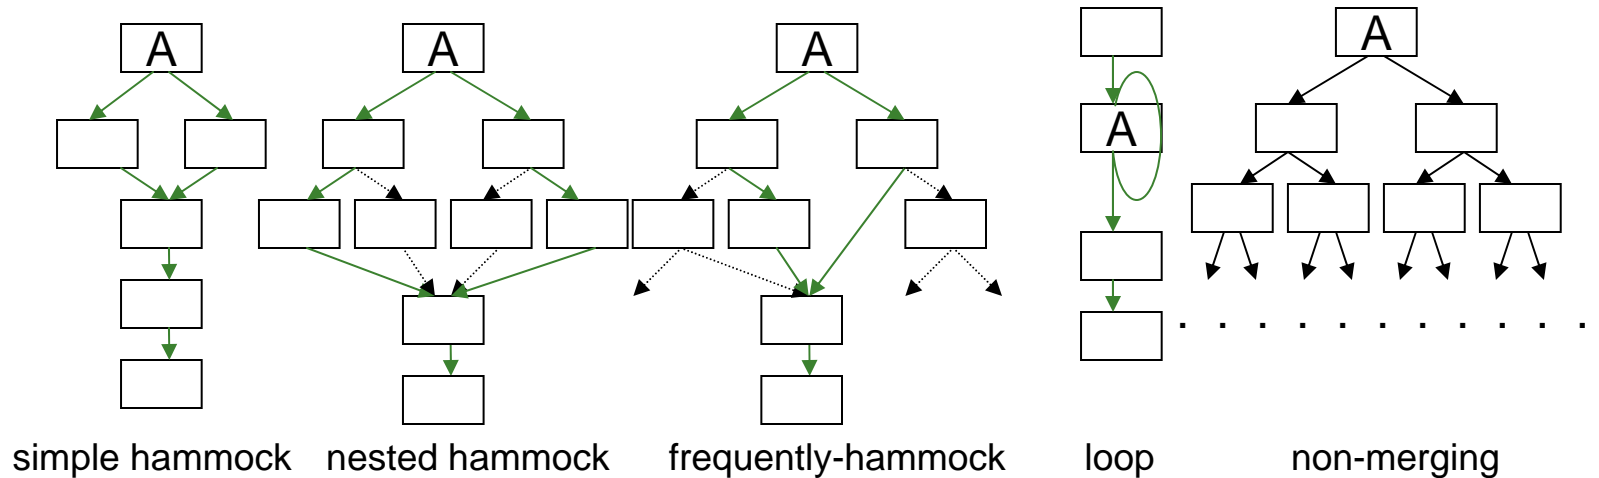 A
A
A
A
A
. . . . . . . . . . .
simple hammock
nested hammock
frequently-hammock
loop
non-merging